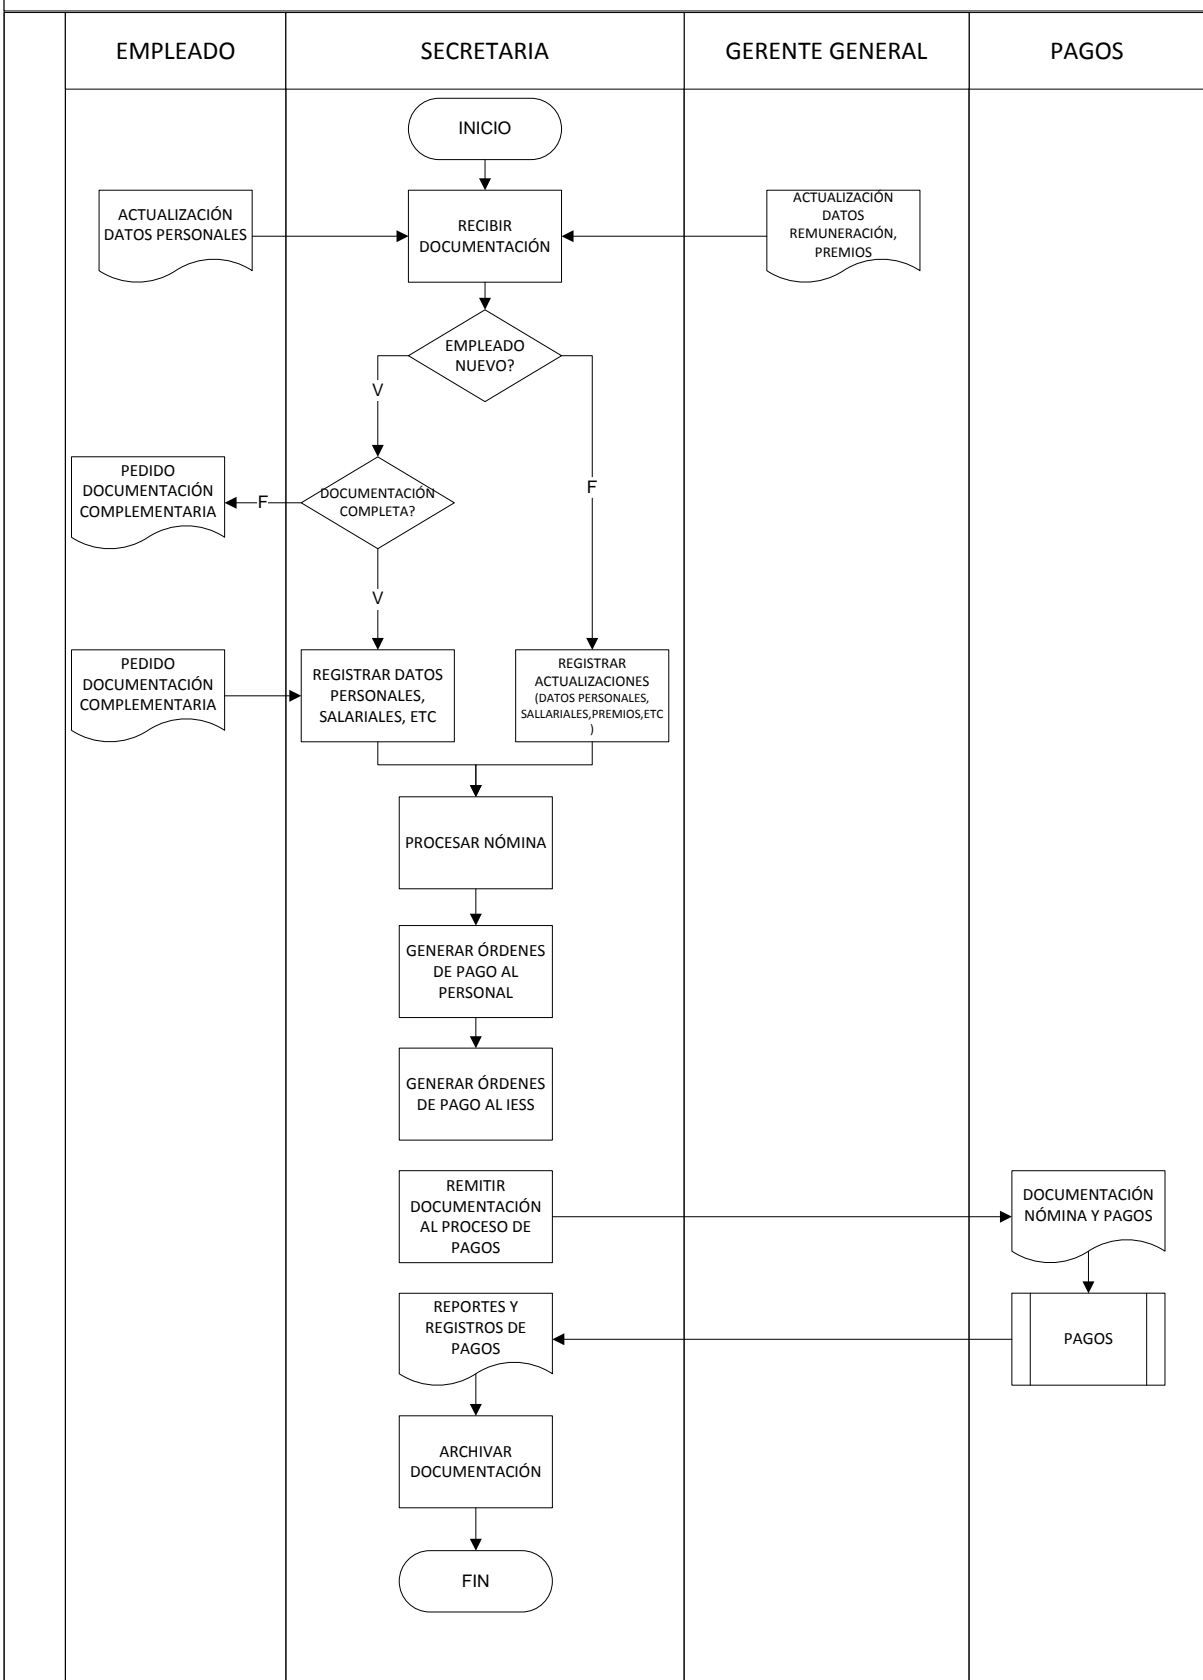 EMPLEADO
SECRETARIA
GERENTE GENERAL
PAGOS
INICIO
ACTUALIZACIÓN
DATOS PERSONALES
RECIBIR
DOCUMENTACIÓN
ACTUALIZACIÓN
DATOS
REMUNERACIÓN,
PREMIOS
EMPLEADO
NUEVO?
V
F
PEDIDO
DOCUMENTACIÓN
COMPLEMENTARIA
F
DOCUMENTACIÓN
COMPLETA?
V
PEDIDO
DOCUMENTACIÓN
COMPLEMENTARIA
REGISTRAR DATOS
PERSONALES,
SALARIALES, ETC
REGISTRAR
ACTUALIZACIONES
(DATOS PERSONALES,
SALLARIALES,PREMIOS,ETC
)
PROCESAR NÓMINA
GENERAR ÓRDENES
DE PAGO AL
PERSONAL
GENERAR ÓRDENES
DE PAGO AL IESS
REMITIR
DOCUMENTACIÓN
AL PROCESO DE
PAGOS
DOCUMENTACIÓN
NÓMINA Y PAGOS
REPORTES Y
REGISTROS DE
PAGOS
PAGOS
ARCHIVAR
DOCUMENTACIÓN
FIN